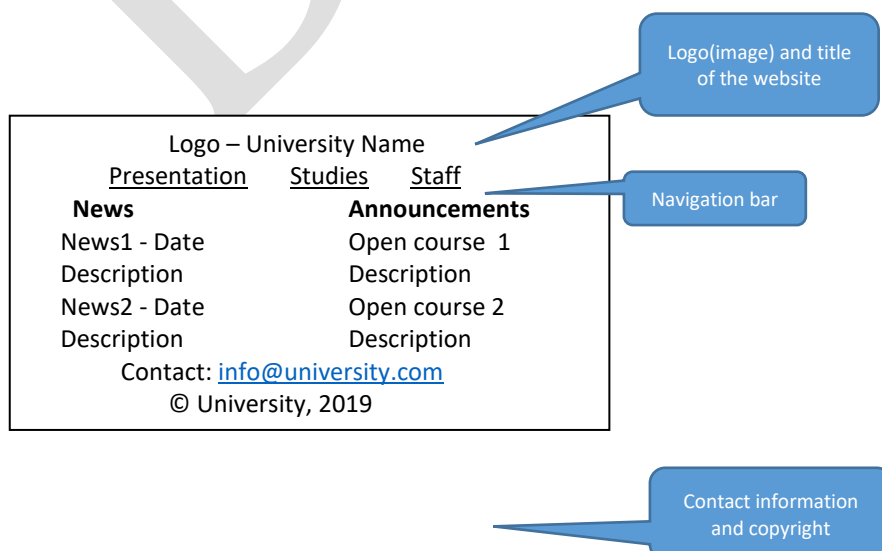 Logo(image) and title
of the website
Logo – University Name
Presentation Studies Staff
Navigation bar
News Announcements
News1 - Date Open course 1
Description Description
News2 - Date Open course 2
Description Description
Contact: info@university.com
© University, 2019
Contact information
and copyright